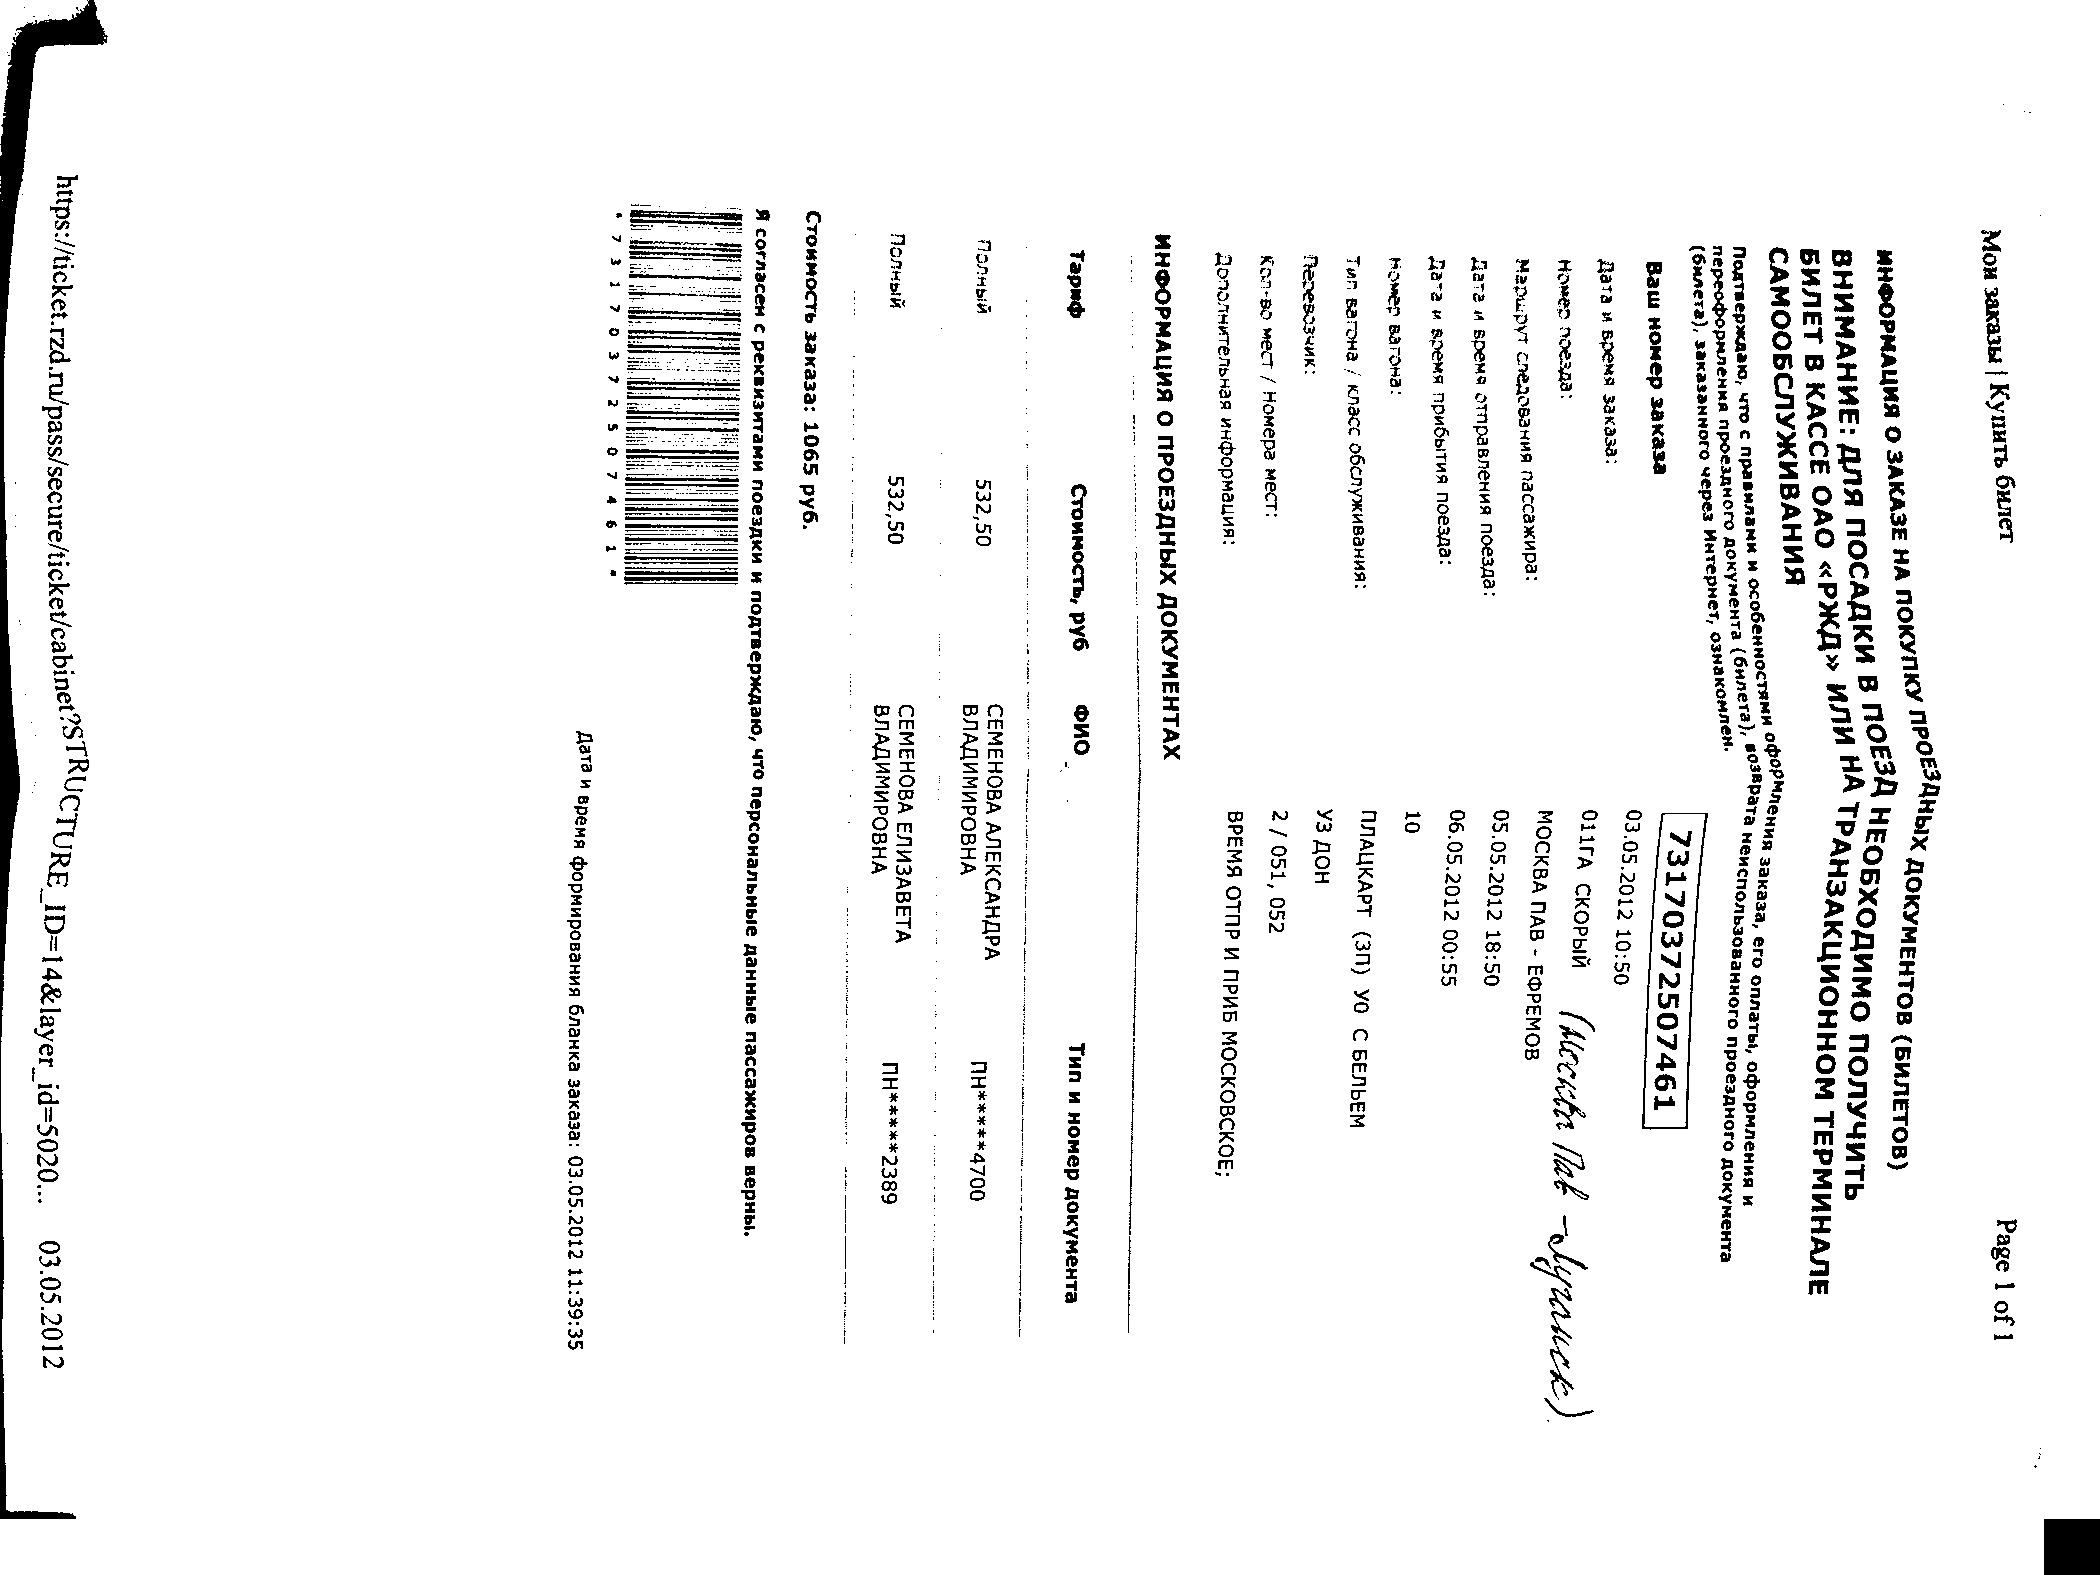 Мои заказы | Купить билет Page 1 of 1
ИНФОРМАЦИЯ О ЗАКАЗЕ НА ПОКУПКУ ПРОЕЗДНЫХ ДОКУМЕНТОВ (БИЛЕТОВ)
ВНИМАНИЕ: ДЛЯ ПОСАДКИ В ПОЕЗД НЕОБХОДИМО ПОЛУЧИТЬ
БИЛЕТ В КАССЕ ОАО «РЖД» ИЛИ НА ТРАНЗАКЦИОННОМ ТЕРМИНАЛЕ
САМООБСЛУЖИВАНИЯ
Подтверждаю, что с правилами и особенностями оформления заказа, его оплаты, оформления и
переоформления проездного документа (билета), возврата неиспользованного проездного документа
(билета), заказанного через Интернет, ознакомлен.
Ваш номер заказа 73170372507461
Дата и время заказа: 03.05.2012 10:50
Номер поезда: 011ГА СКОРЫЙ (Москва Пав - Луганск)
Маршрут следования пассажира: МОСКВА ПАВ - ЕФРЕМОВ
Дата и время отправления поезда: 05.05.2012 18:50
Дата и время прибытия поезда: 06.05.2012 00:55
Номер вагона: 10
Тип вагона / класс обслуживания: ПЛАЦКАРТ (3П) У0 С БЕЛЬЕМ
Перевозчик: УЗ ДОН
Кол-во мест / Номера мест: 2 / 051, 052
Дополнительная информация: ВРЕМЯ ОТПР И ПРИБ МОСКОВСКОЕ;
ИНФОРМАЦИЯ О ПРОЕЗДНЫХ ДОКУМЕНТАХ
Тариф Стоимость, руб ФИО Тип и номер документа
Полный 532,50 СЕМЕНОВА АЛЕКСАНДРА ПН*****4700
ВЛАДИМИРОВНА
Полный 532,50 СЕМЕНОВА ЕЛИЗАВЕТА ПН*****2389
ВЛАДИМИРОВНА
Стоимость заказа: 1065 руб.
Я согласен с реквизитами поездки и подтверждаю, что персональные данные пассажиров верны.
* 7 3 1 7 0 3 7 2 5 0 7 4 6 1 *
Дата и время формирования бланка заказа: 03.05.2012 11:39:35
https://ticket.rzd.ru/pass/secure/ticket/cabinet?STRUCTURE_ID=14&layer_id=5020... 03.05.2012